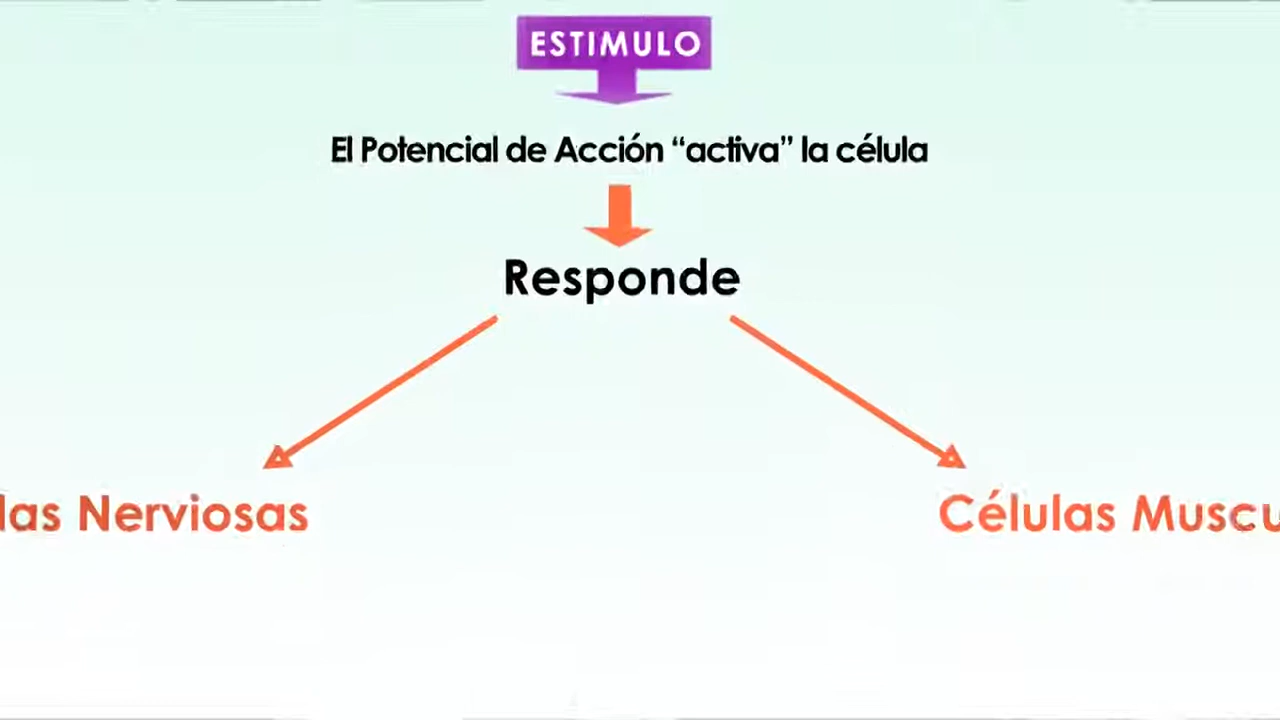 ESTIMULO
El Potencial de Acción “activa” la célula
Responde
las Nerviosas
Células Muscu